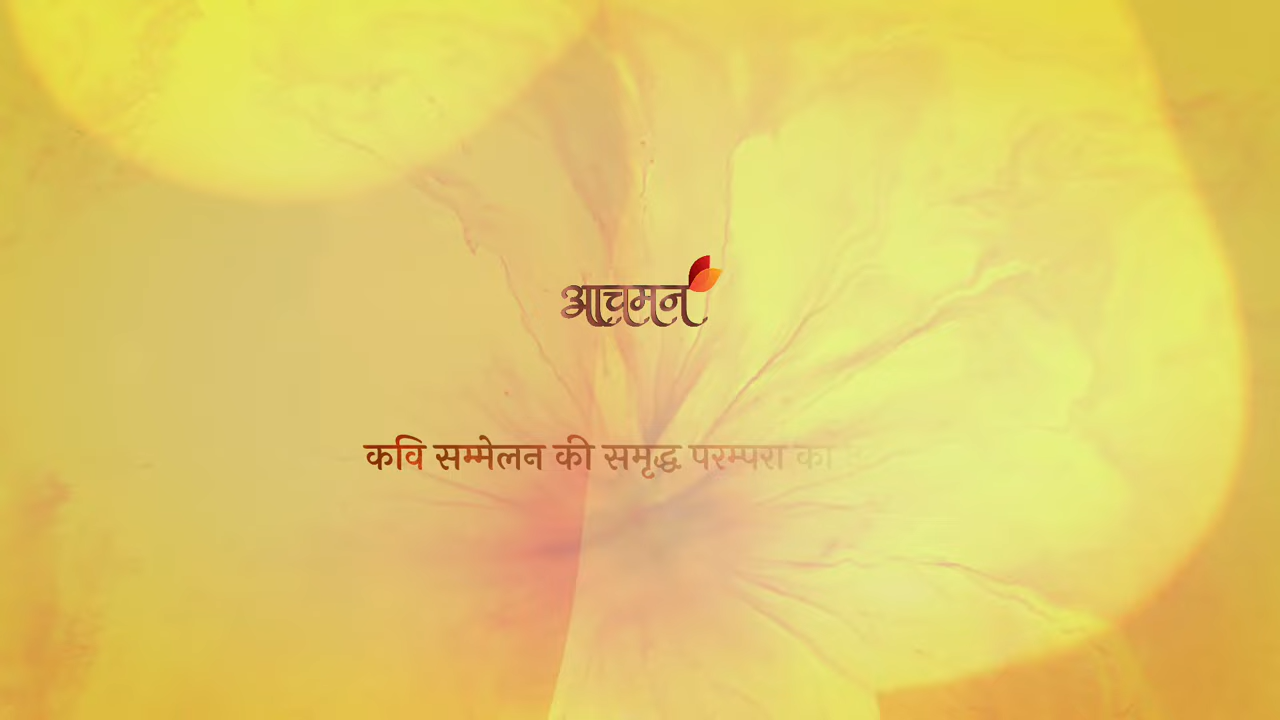 आचमन
कवि सम्मेलन की समृद्ध परम्परा का